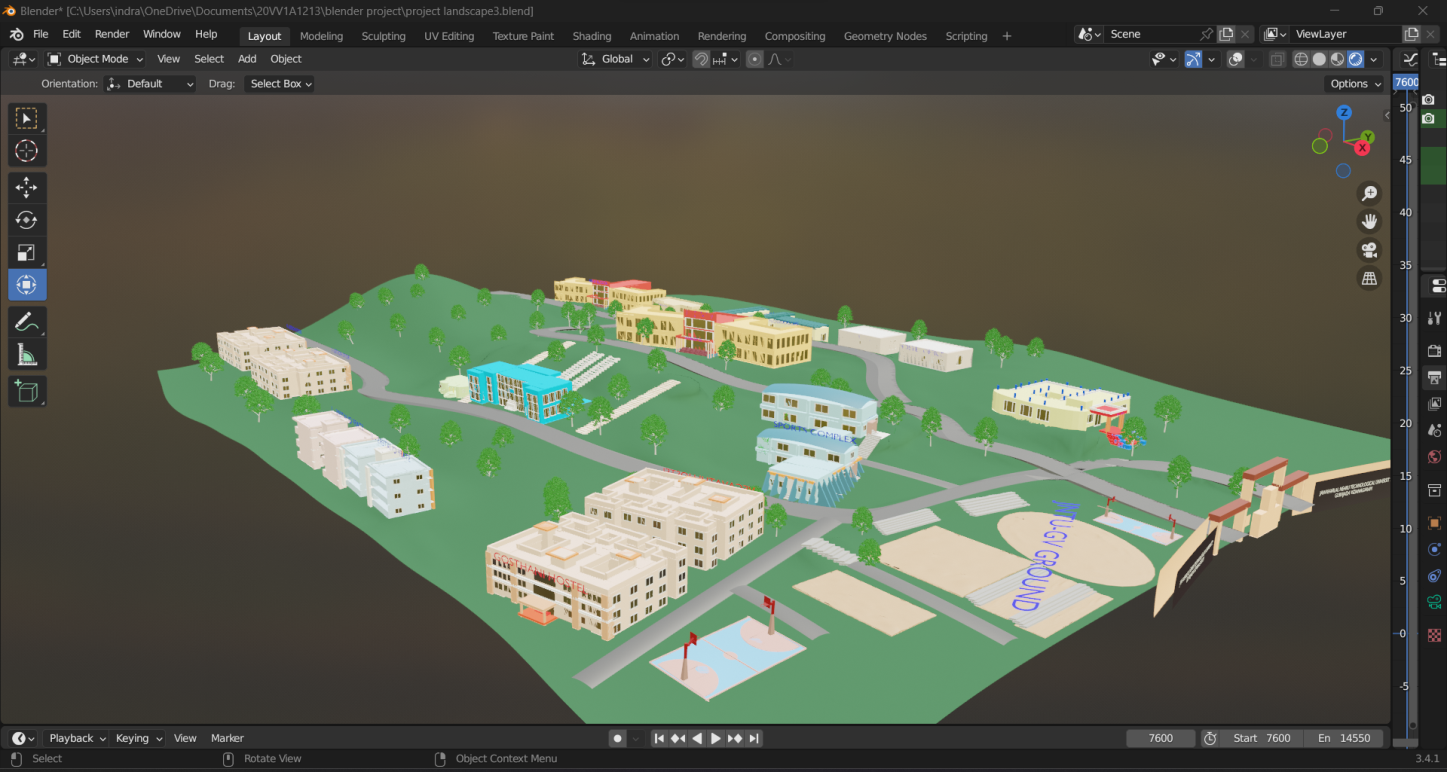 Blender* [C:\Users\indra\OneDrive\Documents\20VV1A1213\blender project\project landscape3.blend]
File Edit Render Window Help Layout Modeling Sculpting UV Editing Texture Paint Shading Animation Rendering Compositing Geometry Nodes Scripting + Scene ViewLayer
Object Mode View Select Add Object Global
Orientation: Default Drag: Select Box Options
7600
50
45
40
35
30
25
20
15
10
5
0
-5
Z
Y
X
SPORTS COMPLEX
JNTU-GV GROUND
HOSTEL
Playback Keying View Marker 7600 Start 7600 En 14550
Select Rotate View Object Context Menu 3.4.1